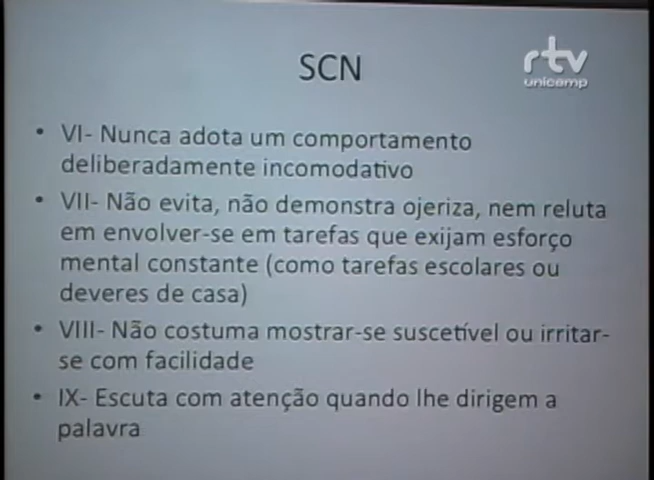 SCN
rtv
unicamp
• VI- Nunca adota um comportamento
deliberadamente incomodativo
• VII- Não evita, não demonstra ojeriza, nem reluta
em envolver-se em tarefas que exijam esforço
mental constante (como tarefas escolares ou
deveres de casa)
• VIII- Não costuma mostrar-se suscetível ou irritar-
se com facilidade
• IX- Escuta com atenção quando lhe dirigem a
palavra